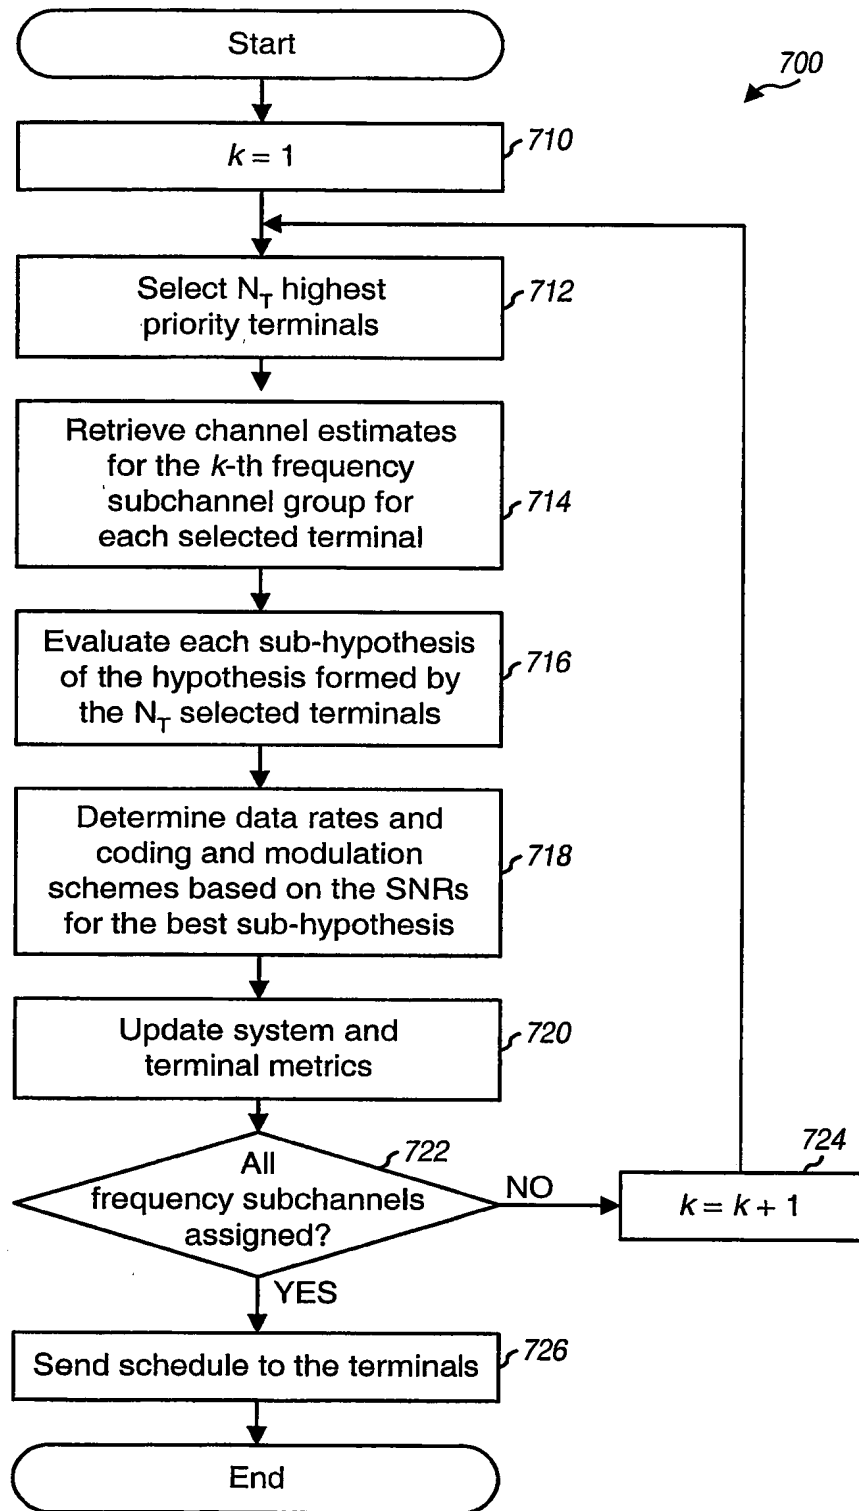 Start
700
k = 1
710
Select N_T highest
priority terminals
712
Retrieve channel estimates
for the k-th frequency
subchannel group for
each selected terminal
714
Evaluate each sub-hypothesis
of the hypothesis formed by
the N_T selected terminals
716
Determine data rates and
coding and modulation
schemes based on the SNRs
for the best sub-hypothesis
718
Update system and
terminal metrics
720
All
frequency subchannels
assigned?
722
NO
k = k + 1
724
YES
Send schedule to the terminals
726
End